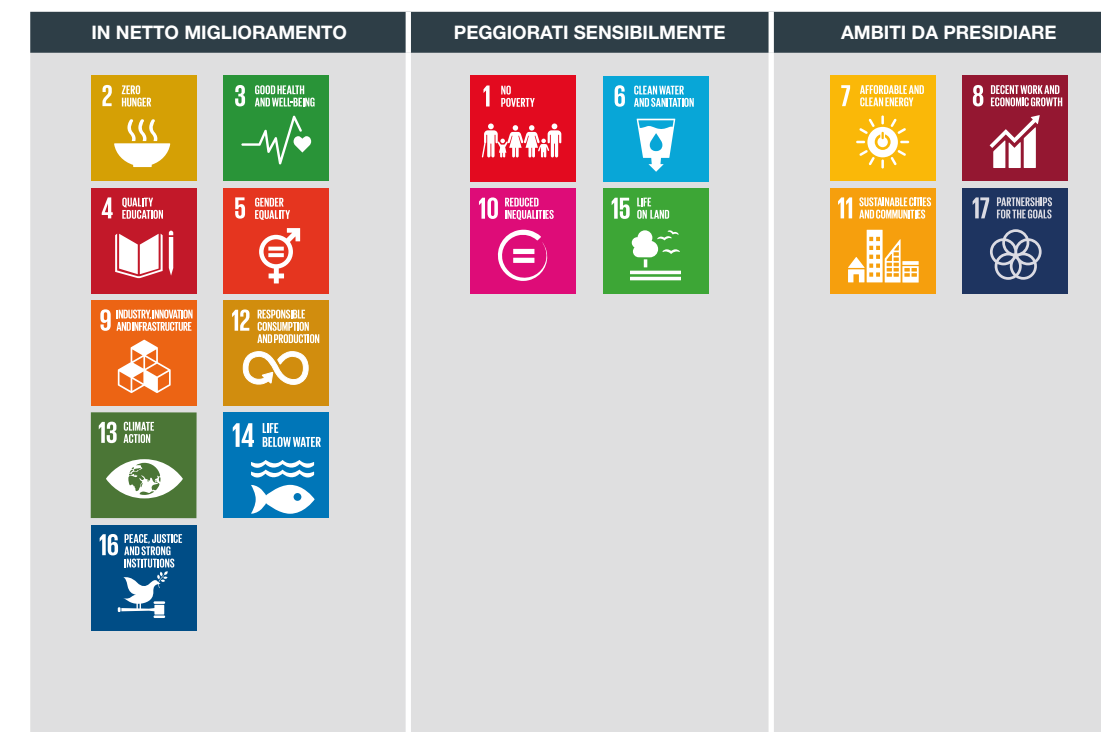 IN NETTO MIGLIORAMENTO
2 ZERO
HUNGER
3 GOOD HEALTH
AND WELL-BEING
4 QUALITY
EDUCATION
5 GENDER
EQUALITY
9 INDUSTRY, INNOVATION
AND INFRASTRUCTURE
12 RESPONSIBLE
CONSUMPTION
AND PRODUCTION
13 CLIMATE
ACTION
14 LIFE
BELOW WATER
16 PEACE, JUSTICE
AND STRONG
INSTITUTIONS
PEGGIORATI SENSIBILMENTE
1 NO
POVERTY
6 CLEAN WATER
AND SANITATION
10 REDUCED
INEQUALITIES
15 LIFE
ON LAND
AMBITI DA PRESIDIARE
7 AFFORDABLE AND
CLEAN ENERGY
8 DECENT WORK AND
ECONOMIC GROWTH
11 SUSTAINABLE CITIES
AND COMMUNITIES
17 PARTNERSHIPS
FOR THE GOALS